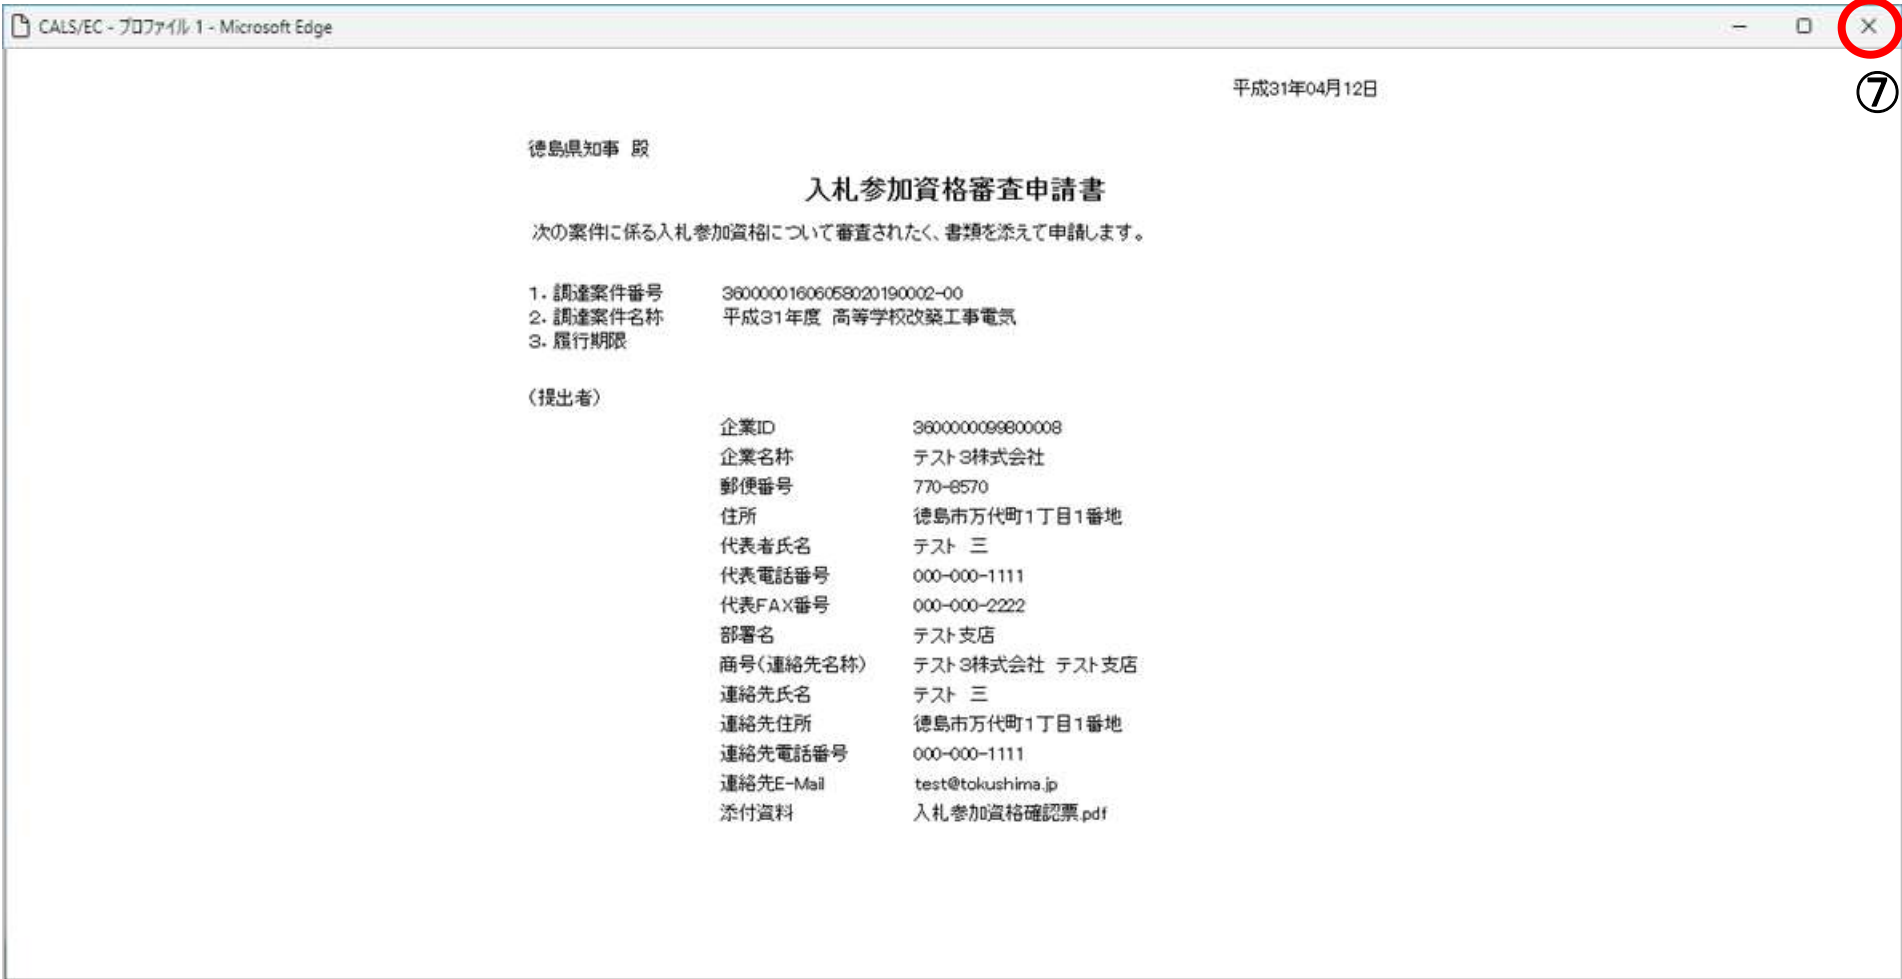 CALS/EC - プロファイル 1 - Microsoft Edge
⑦
平成31年04月12日
徳島県知事 殿
入札参加資格審査申請書
次の案件に係る入札参加資格について審査されたく、書類を添えて申請します。
1. 調達案件番号 36000001606058020190002-00
2. 調達案件名称 平成31年度 高等学校改築工事電気
3. 履行期限
(提出者)
企業ID 3600000099800008
企業名称 テスト3株式会社
郵便番号 770-8570
住所 徳島市万代町1丁目1番地
代表者氏名 テスト 三
代表電話番号 000-000-1111
代表FAX番号 000-000-2222
部署名 テスト支店
商号(連絡先名称) テスト3株式会社 テスト支店
連絡先氏名 テスト 三
連絡先住所 徳島市万代町1丁目1番地
連絡先電話番号 000-000-1111
連絡先E-Mail test@tokushima.jp
添付資料 入札参加資格確認票.pdf